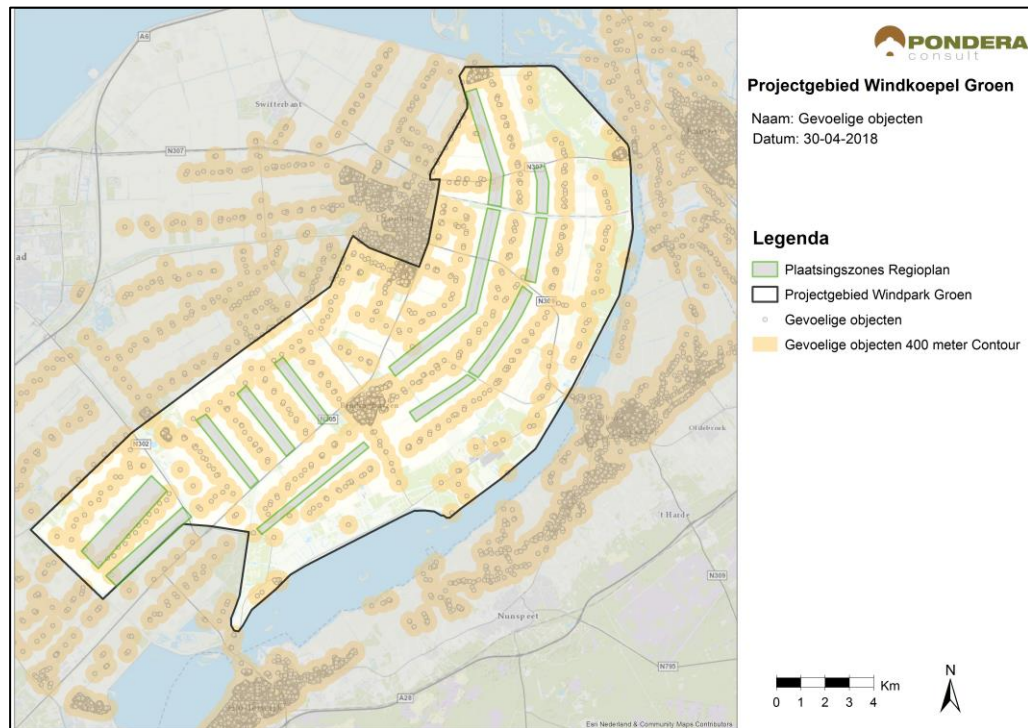 PONDERA
consult
Projectgebied Windkoepel Groen
Naam: Gevoelige objecten
Datum: 30-04-2018
Legenda
Plaatsingszones Regioplan
Projectgebied Windpark Groen
Gevoelige objecten
Gevoelige objecten 400 meter Contour
0 1 2 3 4 Km
N
A6
Swifterbant
N307
N307
ad
N305
N302
Oldebroek
't Harde
N309
Nunspeet
N795
A28
Esri Nederland & Community Maps Contributors